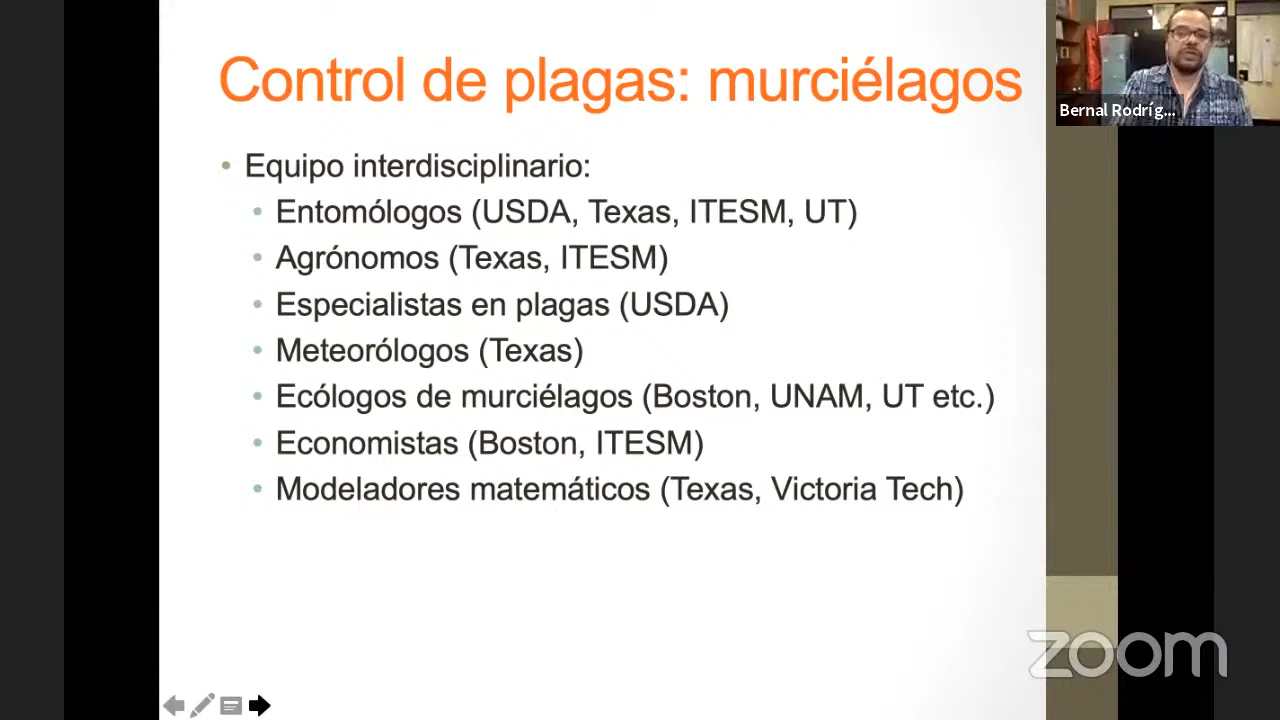 Control de plagas: murciélagos
Bernal Rodríg...
• Equipo interdisciplinario:
• Entomólogos (USDA, Texas, ITESM, UT)
• Agrónomos (Texas, ITESM)
• Especialistas en plagas (USDA)
• Meteorólogos (Texas)
• Ecólogos de murciélagos (Boston, UNAM, UT etc.)
• Economistas (Boston, ITESM)
• Modeladores matemáticos (Texas, Victoria Tech)
zoom